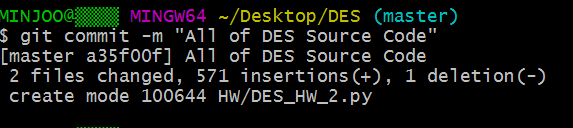 MINJOO@ MINGW64 ~/Desktop/DES (master)
$ git commit -m "All of DES Source Code"
[master a35f00f] All of DES Source Code
2 files changed, 571 insertions(+), 1 deletion(-)
create mode 100644 HW/DES_HW_2.py